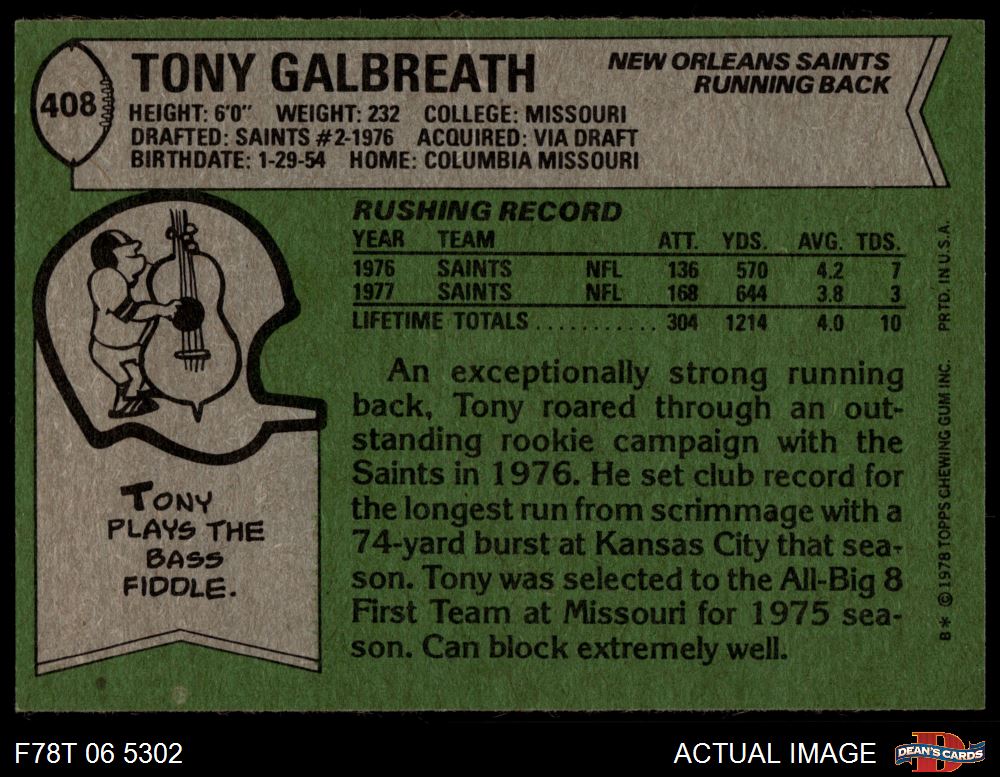 408
TONY GALBREATH
NEW ORLEANS SAINTS
RUNNING BACK
HEIGHT: 6'0" WEIGHT: 232 COLLEGE: MISSOURI
DRAFTED: SAINTS #2-1976 ACQUIRED: VIA DRAFT
BIRTHDATE: 1-29-54 HOME: COLUMBIA MISSOURI
RUSHING RECORD
YEAR TEAM ATT. YDS. AVG. TDS.
1976 SAINTS NFL 136 570 4.2 7
1977 SAINTS NFL 168 644 3.8 3
LIFETIME TOTALS ........... 304 1214 4.0 10
An exceptionally strong running
back, Tony roared through an out-
standing rookie campaign with the
Saints in 1976. He set club record for
the longest run from scrimmage with a
74-yard burst at Kansas City that sea-
son. Tony was selected to the All-Big 8
First Team at Missouri for 1975 sea-
son. Can block extremely well.
TONY
PLAYS THE
BASS
FIDDLE.
B* © 1978 TOPPS CHEWING GUM INC. PRTD. IN U.S.A.
F78T 06 5302
ACTUAL IMAGE
D
DEAN'S CARDS